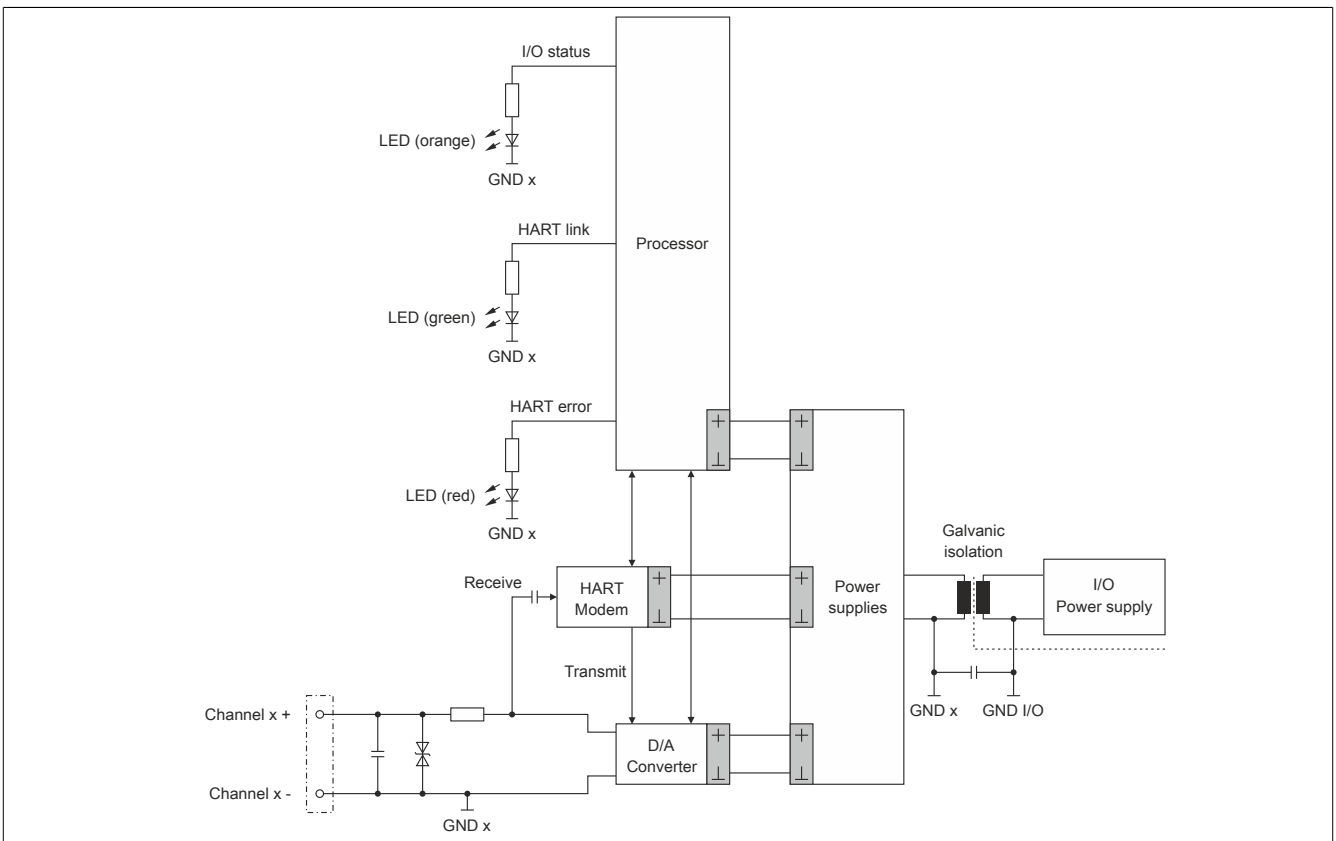 I/O status
LED (orange)
GND x
HART link
Processor
LED (green)
GND x
HART error
+
+
⊥
⊥
LED (red)
GND x
Galvanic
isolation
Receive
HART
Modem
+
⊥
+
⊥
Power
supplies
I/O
Power supply
Transmit
Channel x +
GND x
GND I/O
D/A
Converter
+
⊥
+
⊥
Channel x -
GND x